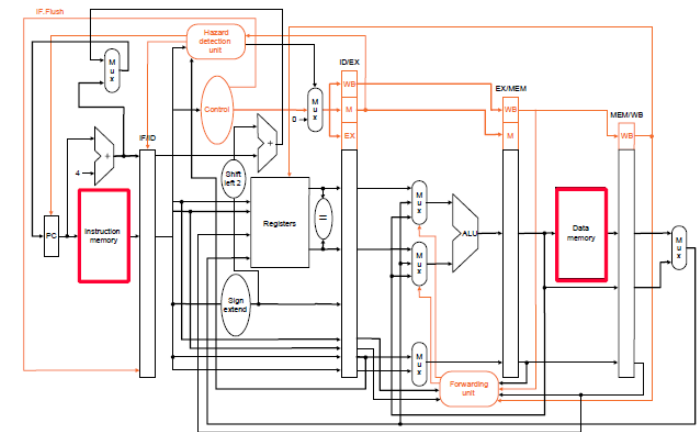 IF.Flush
Hazard
detection
unit
M
u
x
ID/EX
WB
EX/MEM
M
u
x
Control
M
WB
MEM/WB
0
IF/ID
EX
M
WB
+
+
4
Shift
left 2
M
u
x
PC
Instruction
memory
Registers
=
ALU
Data
memory
M
u
x
M
u
x
Sign
extend
M
u
x
Forwarding
unit